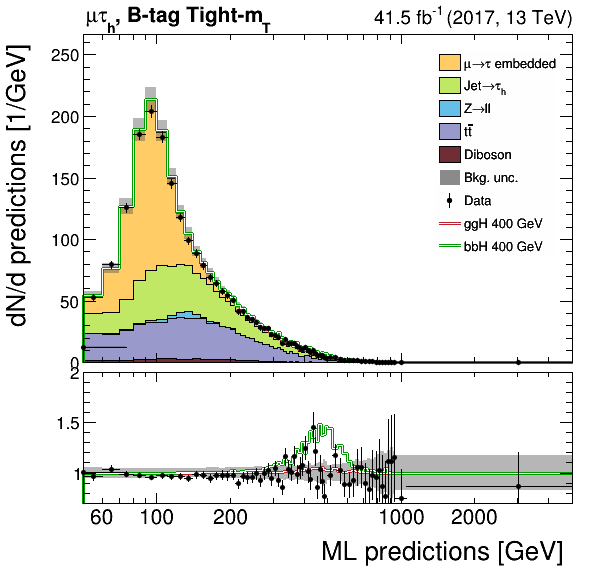 μτh, B-tag Tight-mT 41.5 fb⁻¹ (2017, 13 TeV)
dN/d predictions [1/GeV]
250
200
150
100
50
0
μ→τ embedded
Jet→τh
Z→ll
tt̄
Diboson
Bkg. unc.
Data
ggH 400 GeV
bbH 400 GeV
2
1.5
1
60 100 200 1000 2000
ML predictions [GeV]